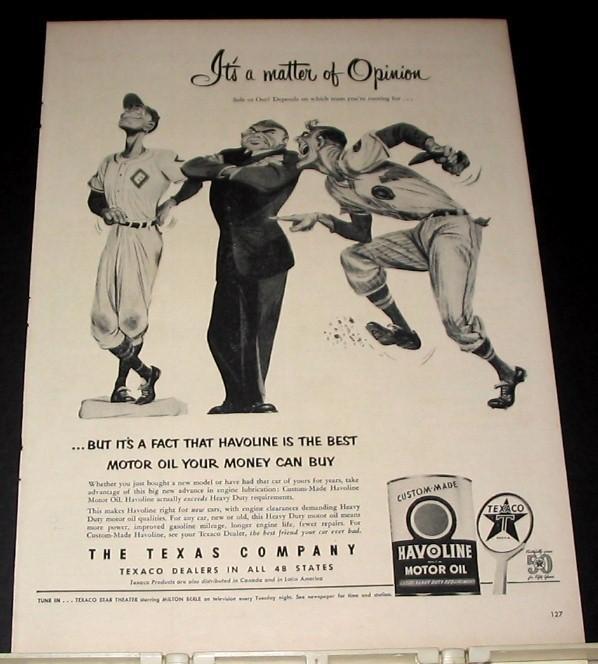 It's a matter of Opinion
Safe or Out? Depends on which team you're rooting for ...
... BUT IT'S A FACT THAT HAVOLINE IS THE BEST
MOTOR OIL YOUR MONEY CAN BUY
Whether you just bought a new model or have had that car of yours for years, take
advantage of this big new advance in engine lubrication: Custom-Made Havoline
Motor Oil. Havoline actually exceeds Heavy Duty requirements.
This makes Havoline right for new cars, with engine clearances demanding Heavy
Duty motor oil qualities. For any car, new or old, this Heavy Duty motor oil means
more power, improved gasoline mileage, longer engine life, fewer repairs. For
Custom-Made Havoline, see your Texaco Dealer, the best friend your car ever had.
THE TEXAS COMPANY
TEXACO DEALERS IN ALL 48 STATES
Texaco Products are also distributed in Canada and in Latin America
CUSTOM-MADE
HAVOLINE
MOTOR OIL
EXCEEDS HEAVY DUTY REQUIREMENTS
TEXACO
T
50
for Fifty Years
TUNE IN ... TEXACO STAR THEATER starring MILTON BERLE on television every Tuesday night. See newspaper for time and station.
127